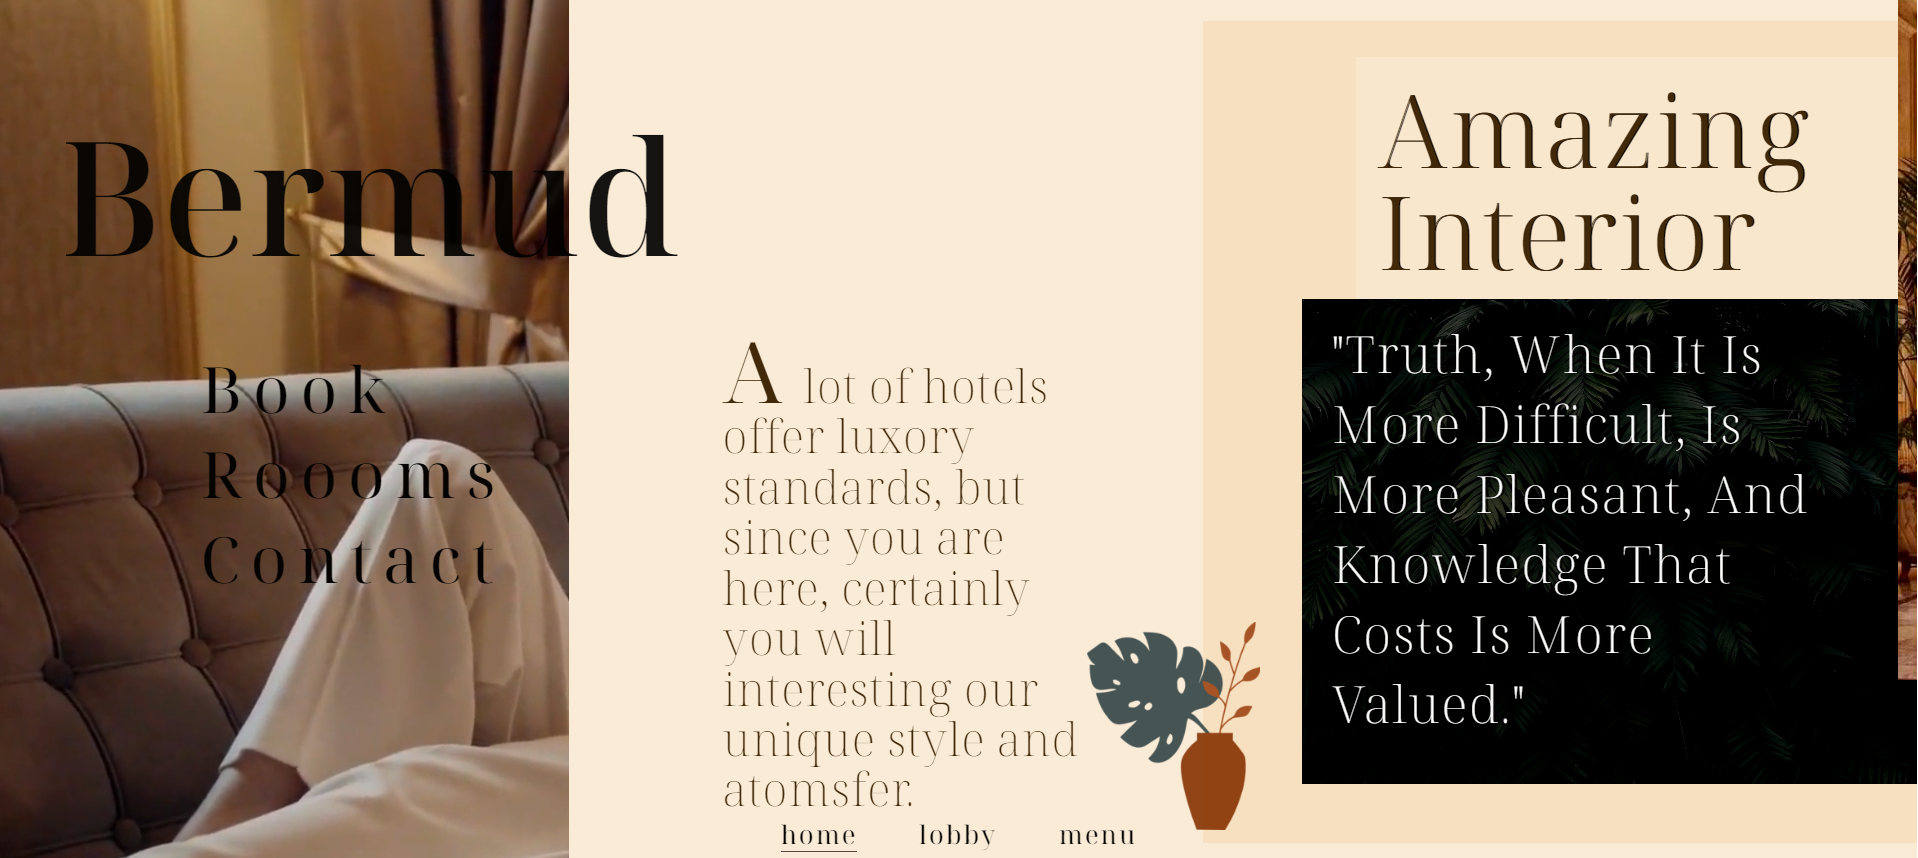 Bermud
Book
Roooms
Contact
A lot of hotels
offer luxory
standards, but
since you are
here, certainly
you will
interesting our
unique style and
atomsfer.
home lobby menu
Amazing
Interior
"Truth, When It Is
More Difficult, Is
More Pleasant, And
Knowledge That
Costs Is More
Valued."